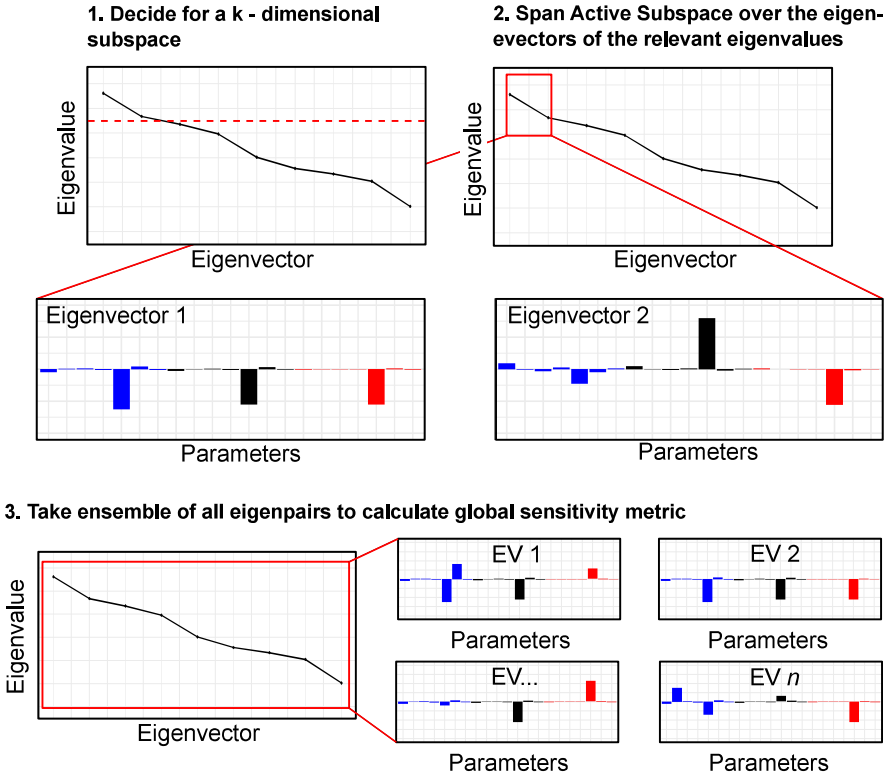 1. Decide for a k - dimensional
subspace
2. Span Active Subspace over the eigen-
evectors of the relevant eigenvalues
Eigenvalue
Eigenvector
Eigenvalue
Eigenvector
Eigenvector 1
Parameters
Eigenvector 2
Parameters
3. Take ensemble of all eigenpairs to calculate global sensitivity metric
Eigenvalue
Eigenvector
EV 1
Parameters
EV 2
Parameters
EV...
Parameters
EV n
Parameters